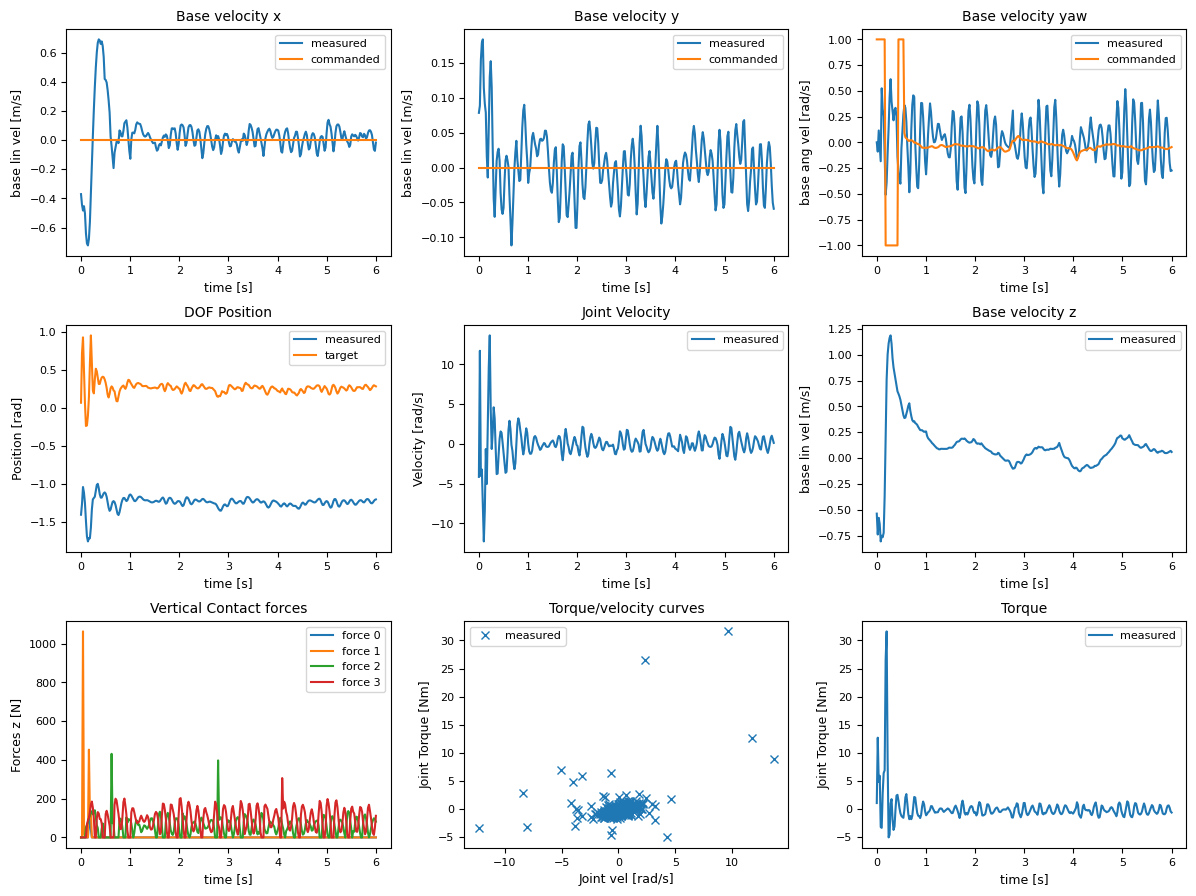 Base velocity x
base lin vel [m/s]
0.6
0.4
0.2
0.0
−0.2
−0.4
−0.6
0 1 2 3 4 5 6
time [s]
measured
commanded
Base velocity y
base lin vel [m/s]
0.15
0.10
0.05
0.00
−0.05
−0.10
0 1 2 3 4 5 6
time [s]
measured
commanded
Base velocity yaw
base ang vel [rad/s]
1.00
0.75
0.50
0.25
0.00
−0.25
−0.50
−0.75
−1.00
0 1 2 3 4 5 6
time [s]
measured
commanded
DOF Position
Position [rad]
1.0
0.5
0.0
−0.5
−1.0
−1.5
0 1 2 3 4 5 6
time [s]
measured
target
Joint Velocity
Velocity [rad/s]
10
5
0
−5
−10
0 1 2 3 4 5 6
time [s]
measured
Base velocity z
base lin vel [m/s]
1.25
1.00
0.75
0.50
0.25
0.00
−0.25
−0.50
−0.75
0 1 2 3 4 5 6
time [s]
measured
Vertical Contact forces
Forces z [N]
1000
800
600
400
200
0
0 1 2 3 4 5 6
time [s]
force 0
force 1
force 2
force 3
Torque/velocity curves
Joint Torque [Nm]
30
25
20
15
10
5
0
−5
−10 −5 0 5 10
Joint vel [rad/s]
measured
Torque
Joint Torque [Nm]
30
25
20
15
10
5
0
−5
0 1 2 3 4 5 6
time [s]
measured